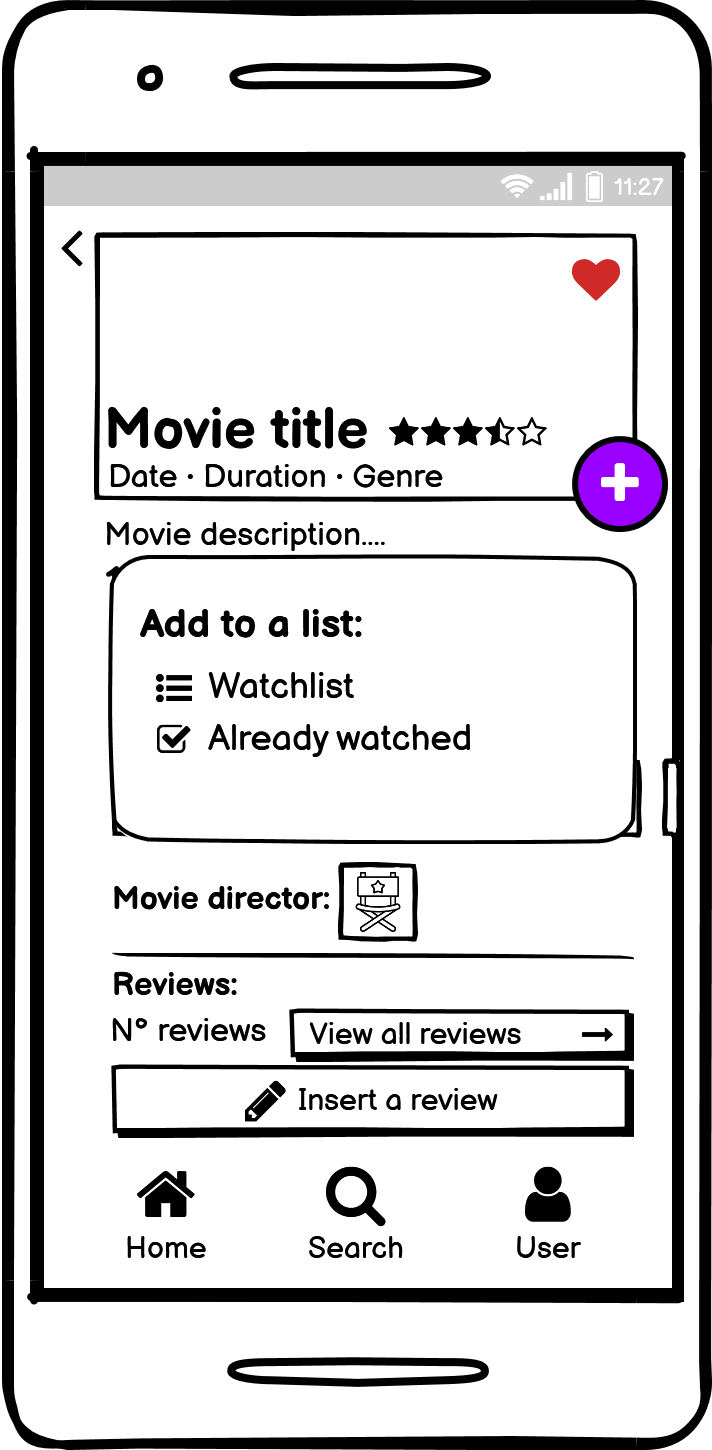 11:27
Movie title
Date · Duration · Genre
Movie description....
Add to a list:
Watchlist
Already watched
Movie director:
Reviews:
N° reviews View all reviews →
Insert a review
Home Search User